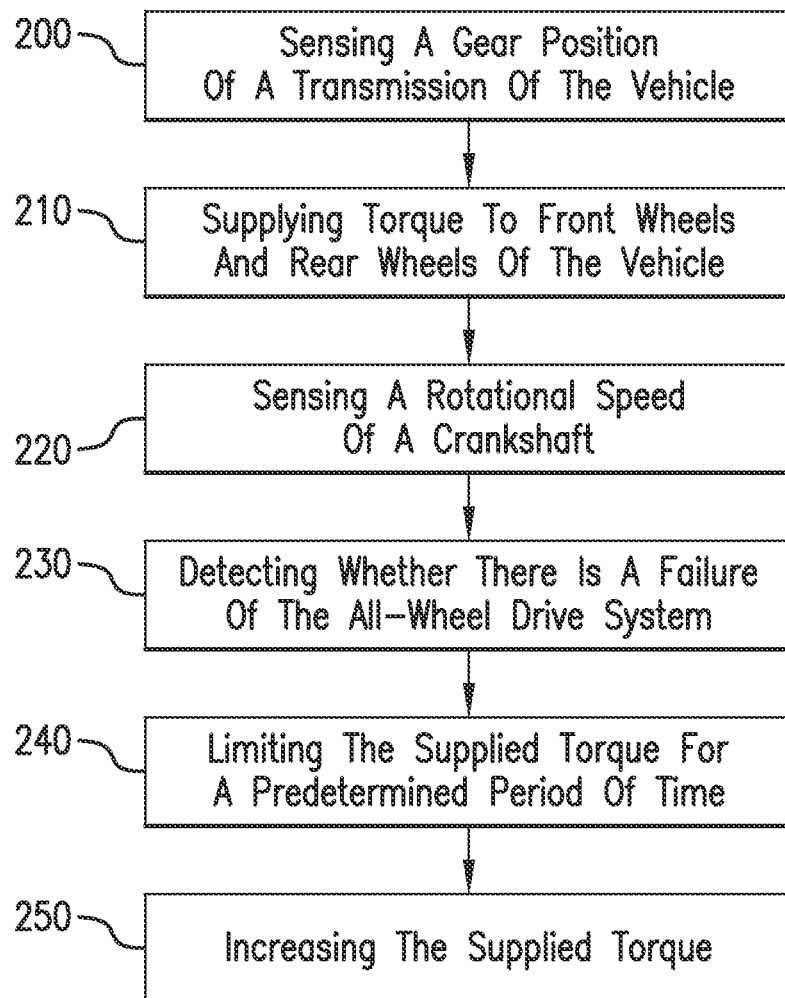 200
Sensing A Gear Position
Of A Transmission Of The Vehicle
210
Supplying Torque To Front Wheels
And Rear Wheels Of The Vehicle
220
Sensing A Rotational Speed
Of A Crankshaft
230
Detecting Whether There Is A Failure
Of The All-Wheel Drive System
240
Limiting The Supplied Torque For
A Predetermined Period Of Time
250
Increasing The Supplied Torque